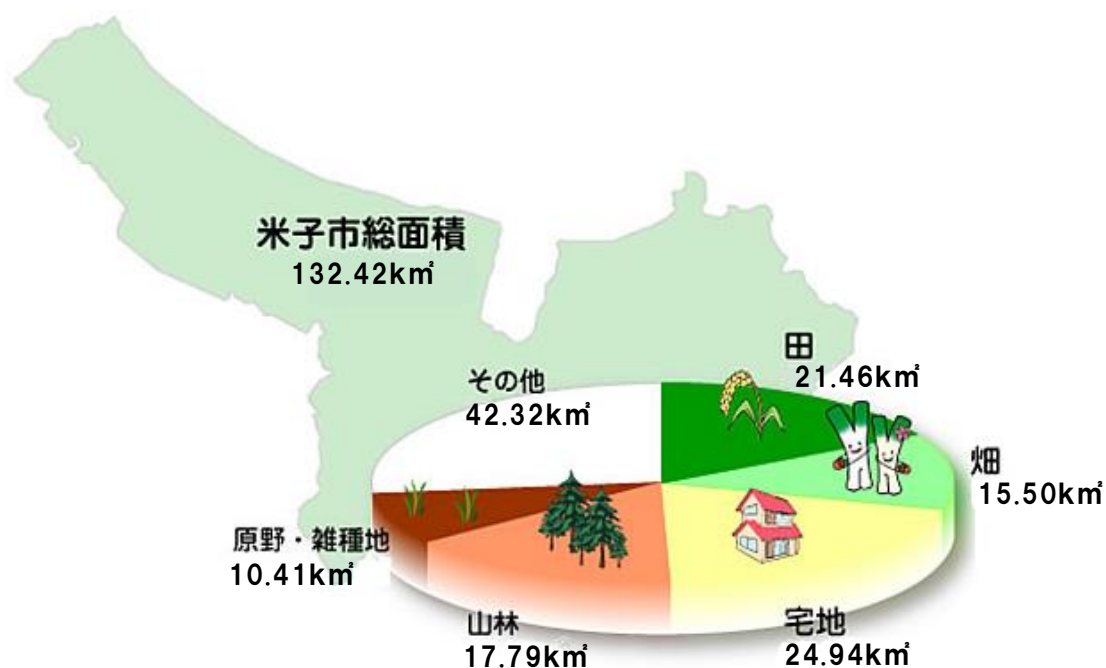 米子市総面積
132.42k㎡
田
21.46k㎡
その他
42.32k㎡
畑
15.50k㎡
原野・雑種地
10.41k㎡
山林
17.79k㎡
宅地
24.94k㎡